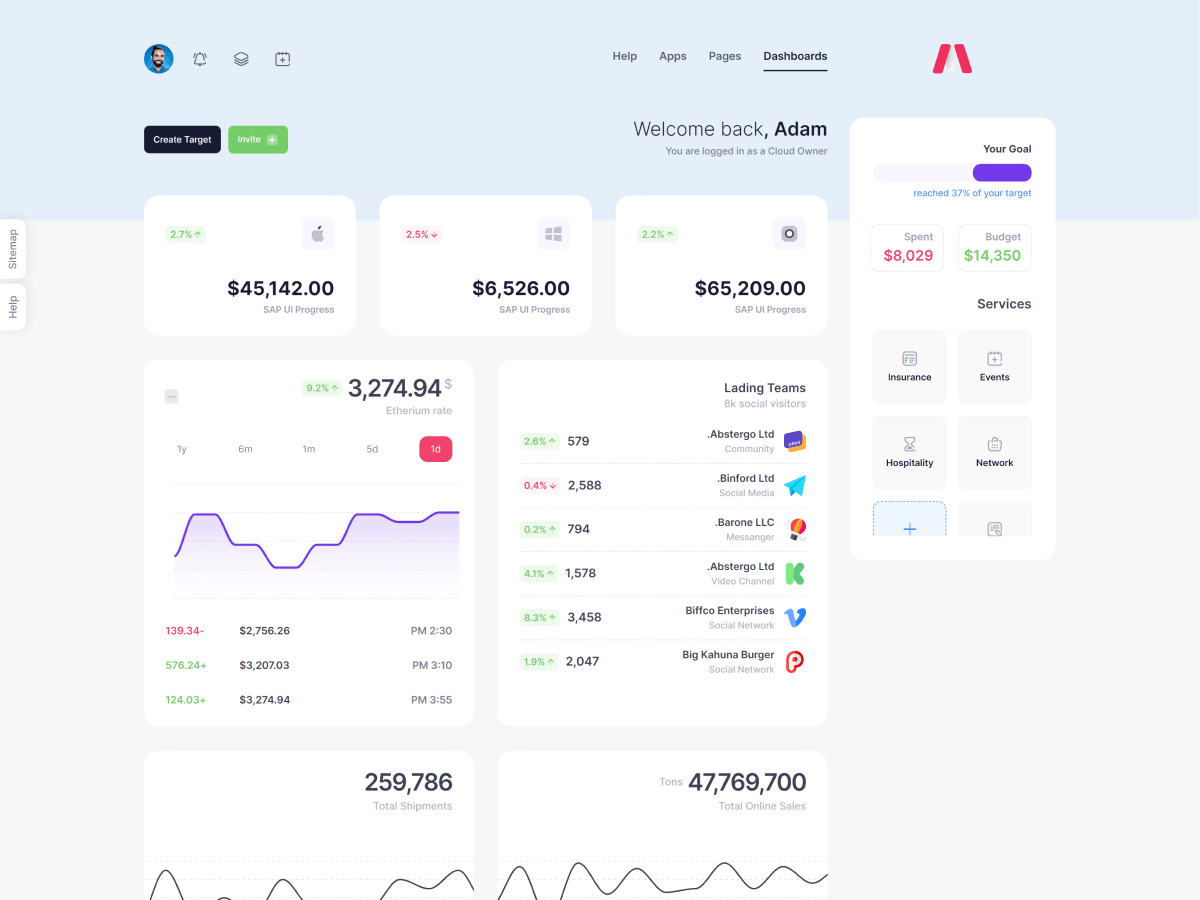 Help Apps Pages Dashboards
Create Target
Invite
Welcome back, Adam
You are logged in as a Cloud Owner
Sitemap
Help
2.7%
$45,142.00
SAP UI Progress
2.5%
$6,526.00
SAP UI Progress
2.2%
$65,209.00
SAP UI Progress
Your Goal
reached 37% of your target
Spent
$8,029
Budget
$14,350
Services
Insurance
Events
Hospitality
Network
9.2% 3,274.94 $
Etherium rate
1y 6m 1m 5d 1d
139.34- $2,756.26 PM 2:30
576.24+ $3,207.03 PM 3:10
124.03+ $3,274.94 PM 3:55
Lading Teams
8k social visitors
2.6% 579 .Abstergo Ltd
Community
0.4% 2,588 .Binford Ltd
Social Media
0.2% 794 .Barone LLC
Messanger
4.1% 1,578 .Abstergo Ltd
Video Channel
8.3% 3,458 Biffco Enterprises
Social Network
1.9% 2,047 Big Kahuna Burger
Social Network
259,786
Total Shipments
Tons 47,769,700
Total Online Sales